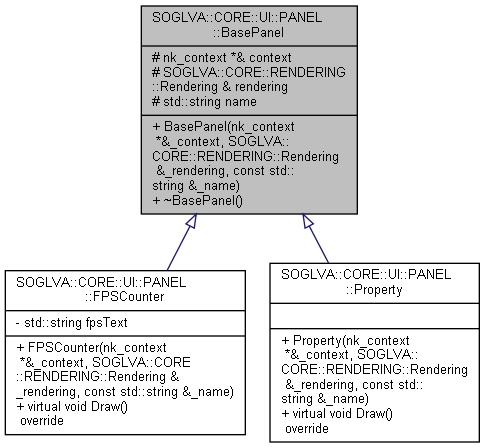 SOGLVA::CORE::UI::PANEL
::BasePanel
# nk_context *& context
# SOGLVA::CORE::RENDERING
::Rendering & rendering
# std::string name
+ BasePanel(nk_context
*&_context, SOGLVA::
CORE::RENDERING::Rendering
&_rendering, const std::
string &_name)
+ ~BasePanel()
SOGLVA::CORE::UI::PANEL
::FPSCounter
- std::string fpsText
+ FPSCounter(nk_context
*&_context, SOGLVA::CORE
::RENDERING::Rendering &
_rendering, const std::string &_name)
+ virtual void Draw()
override
SOGLVA::CORE::UI::PANEL
::Property
+ Property(nk_context
*&_context, SOGLVA::
CORE::RENDERING::Rendering
&_rendering, const std::
string &_name)
+ virtual void Draw()
override